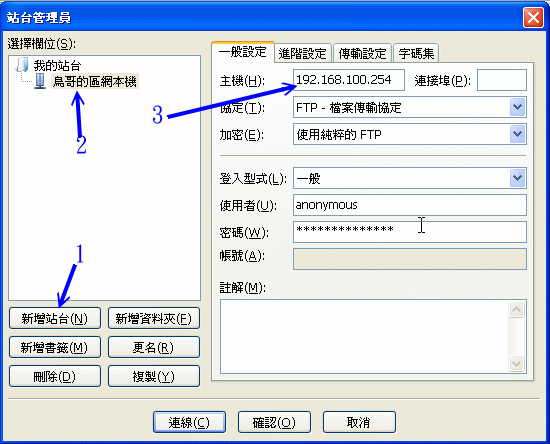 站台管理員
選擇欄位(S):
我的站台
鳥哥的區網本機
1
2
3
新增站台(N)
新增資料夾(F)
新增書籤(M)
更名(R)
刪除(D)
複製(Y)
一般設定
進階設定
傳輸設定
字碼集
主機(H):
192.168.100.254
連接埠(P):
協定(T):
FTP - 檔案傳輸協定
加密(E):
使用純粹的 FTP
登入型式(L):
一般
使用者(U):
anonymous
密碼(W):
**************
帳號(A):
註解(M):
連線(C)
確認(O)
取消